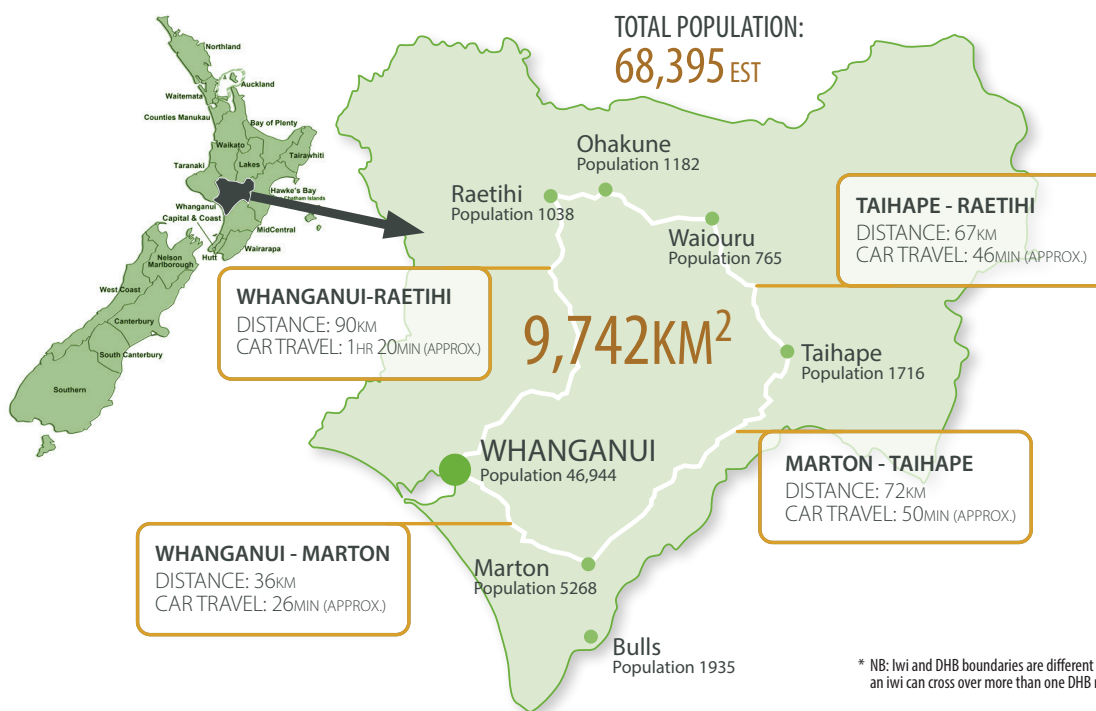 TOTAL POPULATION:
68,395 EST
Northland
Auckland
Waitemata
Counties Manukau
Bay of Plenty
Waikato
Tairawhiti
Taranaki
Lakes
Hawke's Bay
Chatham Islands
Whanganui
Capital & Coast
MidCentral
Wairarapa
Hutt
Nelson
Marlborough
West Coast
Canterbury
South Canterbury
Southern
Ohakune
Population 1182
Raetihi
Population 1038
Waiouru
Population 765
TAIHAPE - RAETIHI
DISTANCE: 67KM
CAR TRAVEL: 46MIN (APPROX.)
WHANGANUI-RAETIHI
DISTANCE: 90KM
CAR TRAVEL: 1HR 20MIN (APPROX.)
9,742KM²
Taihape
Population 1716
WHANGANUI
Population 46,944
MARTON - TAIHAPE
DISTANCE: 72KM
CAR TRAVEL: 50MIN (APPROX.)
WHANGANUI - MARTON
DISTANCE: 36KM
CAR TRAVEL: 26MIN (APPROX.)
Marton
Population 5268
Bulls
Population 1935
* NB: Iwi and DHB boundaries are different
an iwi can cross over more than one DHB